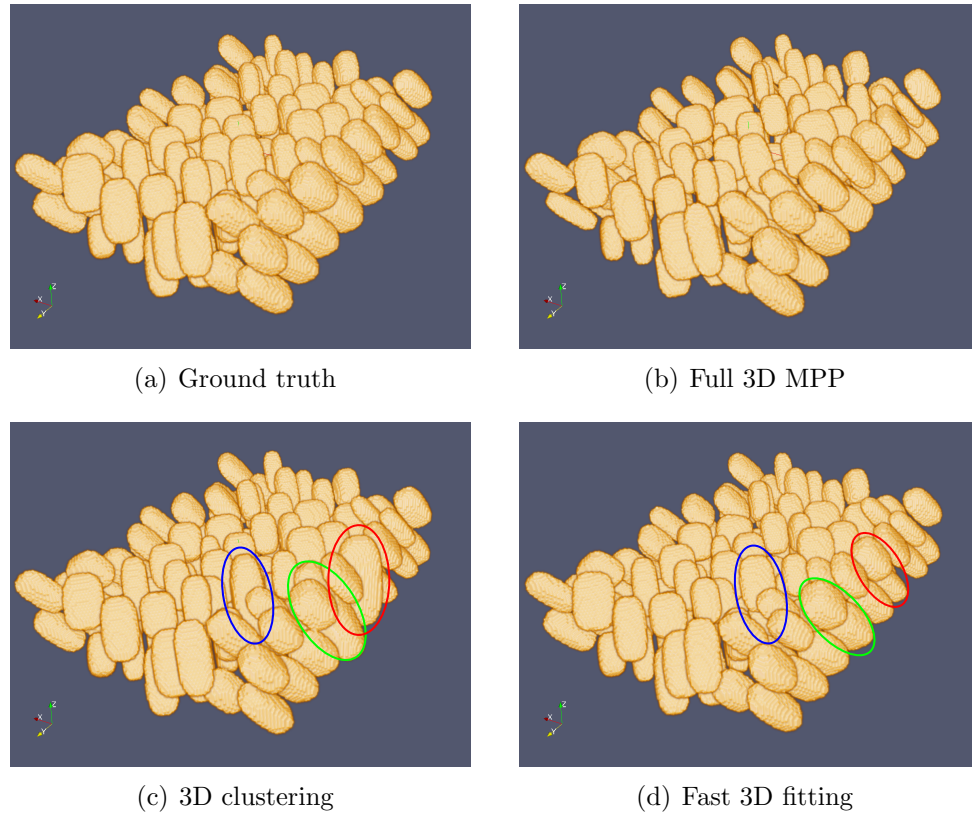 Z
X
Y
Z
X
Y
(a) Ground truth
(b) Full 3D MPP
Z
X
Y
Z
X
Y
(c) 3D clustering
(d) Fast 3D fitting